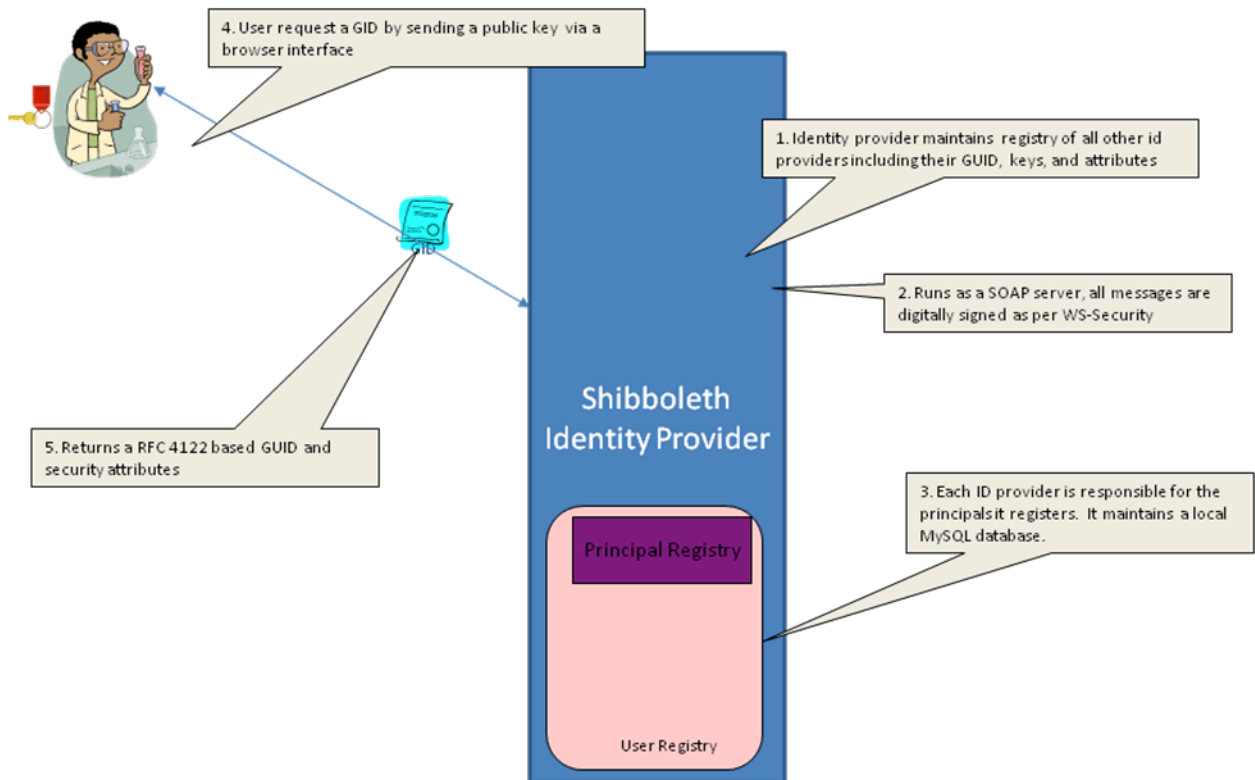 4. User request a GID by sending a public key via a
browser interface
1. Identity provider maintains registry of all other id
providers including their GUID, keys, and attributes
GID
2. Runs as a SOAP server, all messages are
digitally signed as per WS-Security
Shibboleth
Identity Provider
5. Returns a RFC 4122 based GUID and
security attributes
3. Each ID provider is responsible for the
principals it registers. It maintains a local
MySQL database.
Principal Registry
User Registry